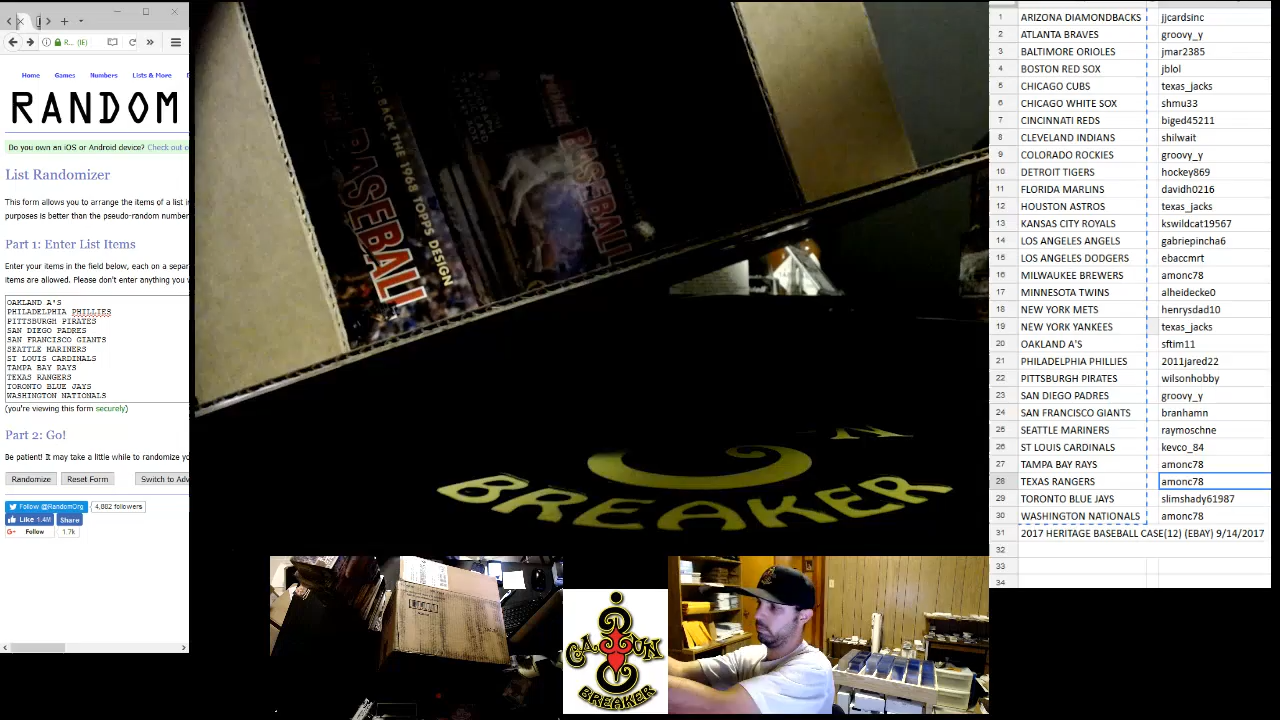 Home Games Numbers Lists & More
RANDOM
Do you own an iOS or Android device? Check out o
List Randomizer
This form allows you to arrange the items of a list i
purposes is better than the pseudo-random number
Part 1: Enter List Items
Enter your items in the field below, each on a separ
items are allowed. Please don't enter anything you v
OAKLAND A'S
PHILADELPHIA PHILLIES
PITTSBURGH PIRATES
SAN DIEGO PADRES
SAN FRANCISCO GIANTS
SEATTLE MARINERS
ST LOUIS CARDINALS
TAMPA BAY RAYS
TEXAS RANGERS
TORONTO BLUE JAYS
WASHINGTON NATIONALS
(you're viewing this form securely)
Part 2: Go!
Be patient! It may take a little while to randomize yo
Randomize Reset Form Switch to Adv
Follow @RandomOrg 4,882 followers
Like 1.4M Share
Follow 1.7k
BACK THE 1968 TOPPS DESIGN
BASEBALL
BASEBALL
BREAKER
CAJUN
BREAKER
1 ARIZONA DIAMONDBACKS jjcardsinc
2 ATLANTA BRAVES groovy_y
3 BALTIMORE ORIOLES jmar2385
4 BOSTON RED SOX jblol
5 CHICAGO CUBS texas_jacks
6 CHICAGO WHITE SOX shmu33
7 CINCINNATI REDS biged45211
8 CLEVELAND INDIANS shilwait
9 COLORADO ROCKIES groovy_y
10 DETROIT TIGERS hockey869
11 FLORIDA MARLINS davidh0216
12 HOUSTON ASTROS texas_jacks
13 KANSAS CITY ROYALS kswildcat19567
14 LOS ANGELES ANGELS gabriepincha6
15 LOS ANGELES DODGERS ebaccmrt
16 MILWAUKEE BREWERS amonc78
17 MINNESOTA TWINS alheidecke0
18 NEW YORK METS henrysdad10
19 NEW YORK YANKEES texas_jacks
20 OAKLAND A'S sftim11
21 PHILADELPHIA PHILLIES 2011jared22
22 PITTSBURGH PIRATES wilsonhobby
23 SAN DIEGO PADRES groovy_y
24 SAN FRANCISCO GIANTS branhamn
25 SEATTLE MARINERS raymoschne
26 ST LOUIS CARDINALS kevco_84
27 TAMPA BAY RAYS amonc78
28 TEXAS RANGERS amonc78
29 TORONTO BLUE JAYS slimshady61987
30 WASHINGTON NATIONALS amonc78
31 2017 HERITAGE BASEBALL CASE(12) (EBAY) 9/14/2017
32
33
34